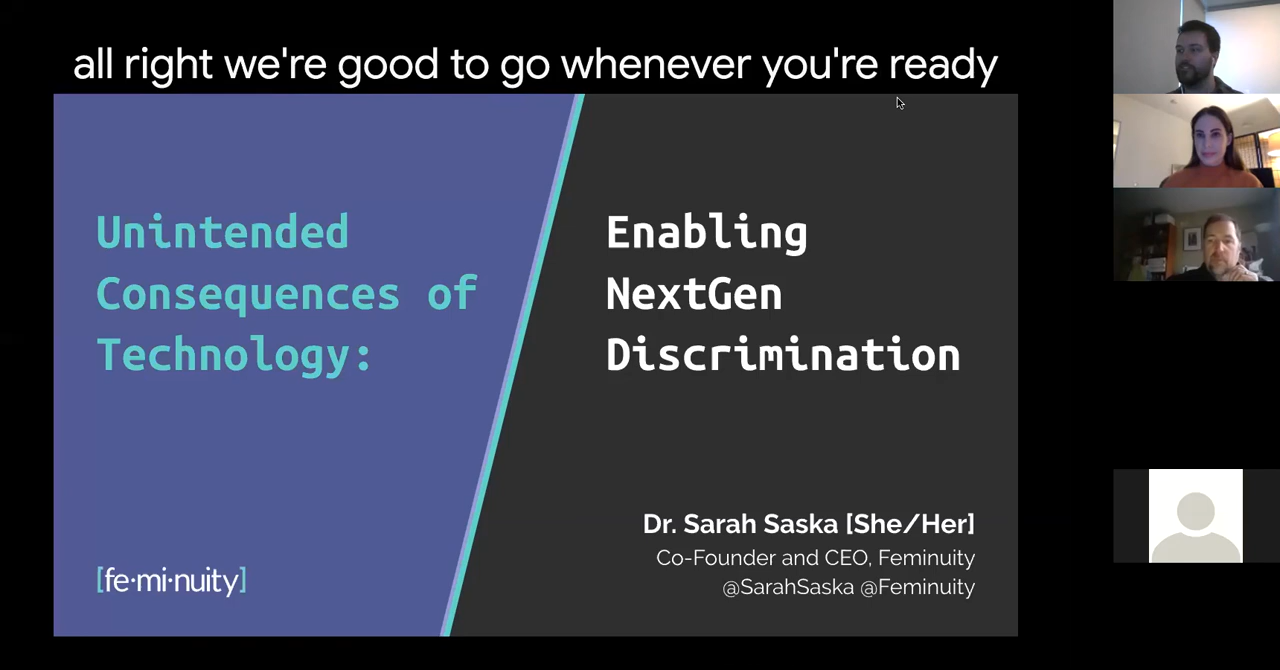 all right we're good to go whenever you're ready
Unintended
Consequences of
Technology:
Enabling
NextGen
Discrimination
Dr. Sarah Saska [She/Her]
Co-Founder and CEO, Feminuity
@SarahSaska @Feminuity
[fe·mi·nuity]